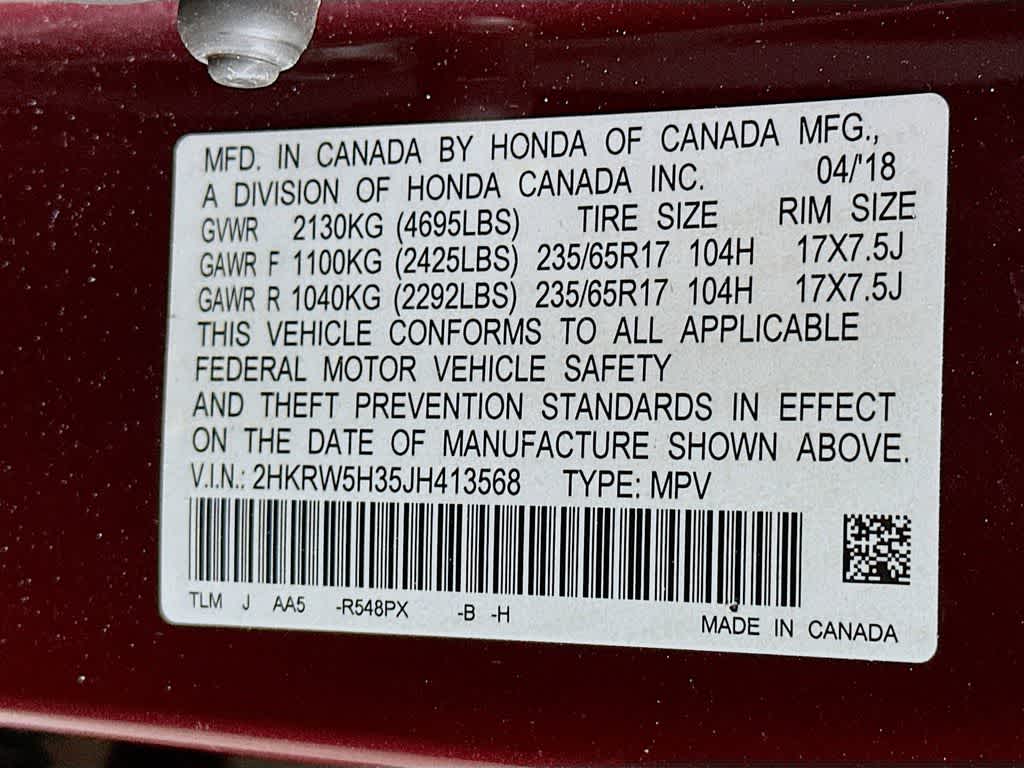 MFD. IN CANADA BY HONDA OF CANADA MFG.,
A DIVISION OF HONDA CANADA INC. 04/'18
GVWR 2130KG (4695LBS) TIRE SIZE RIM SIZE
GAWR F 1100KG (2425LBS) 235/65R17 104H 17X7.5J
GAWR R 1040KG (2292LBS) 235/65R17 104H 17X7.5J
THIS VEHICLE CONFORMS TO ALL APPLICABLE
FEDERAL MOTOR VEHICLE SAFETY
AND THEFT PREVENTION STANDARDS IN EFFECT
ON THE DATE OF MANUFACTURE SHOWN ABOVE.
V.I.N.: 2HKRW5H35JH413568 TYPE: MPV
TLM J AA5 -R548PX -B -H
MADE IN CANADA